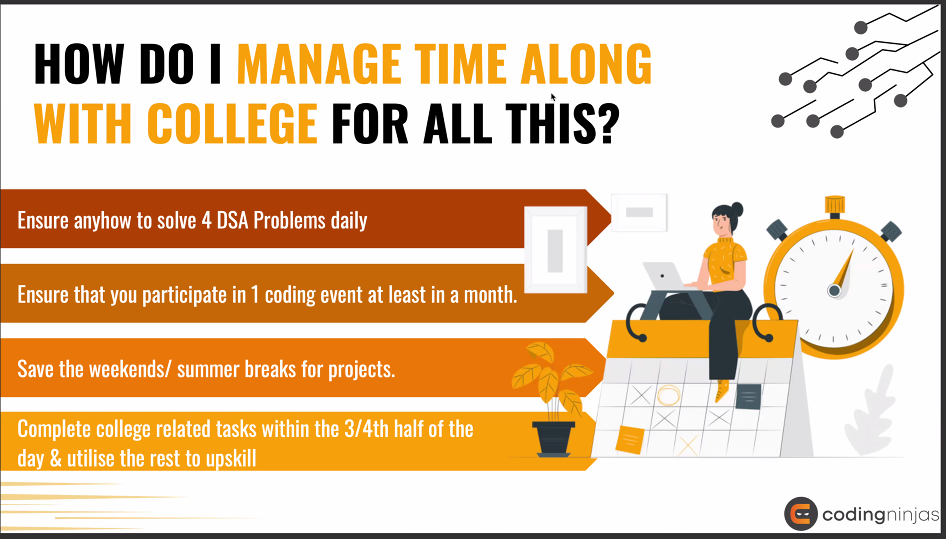 HOW DO I MANAGE TIME ALONG
WITH COLLEGE FOR ALL THIS?
Ensure anyhow to solve 4 DSA Problems daily
Ensure that you participate in 1 coding event at least in a month.
Save the weekends/ summer breaks for projects.
Complete college related tasks within the 3/4th half of the
day & utilise the rest to upskill
codingninjas